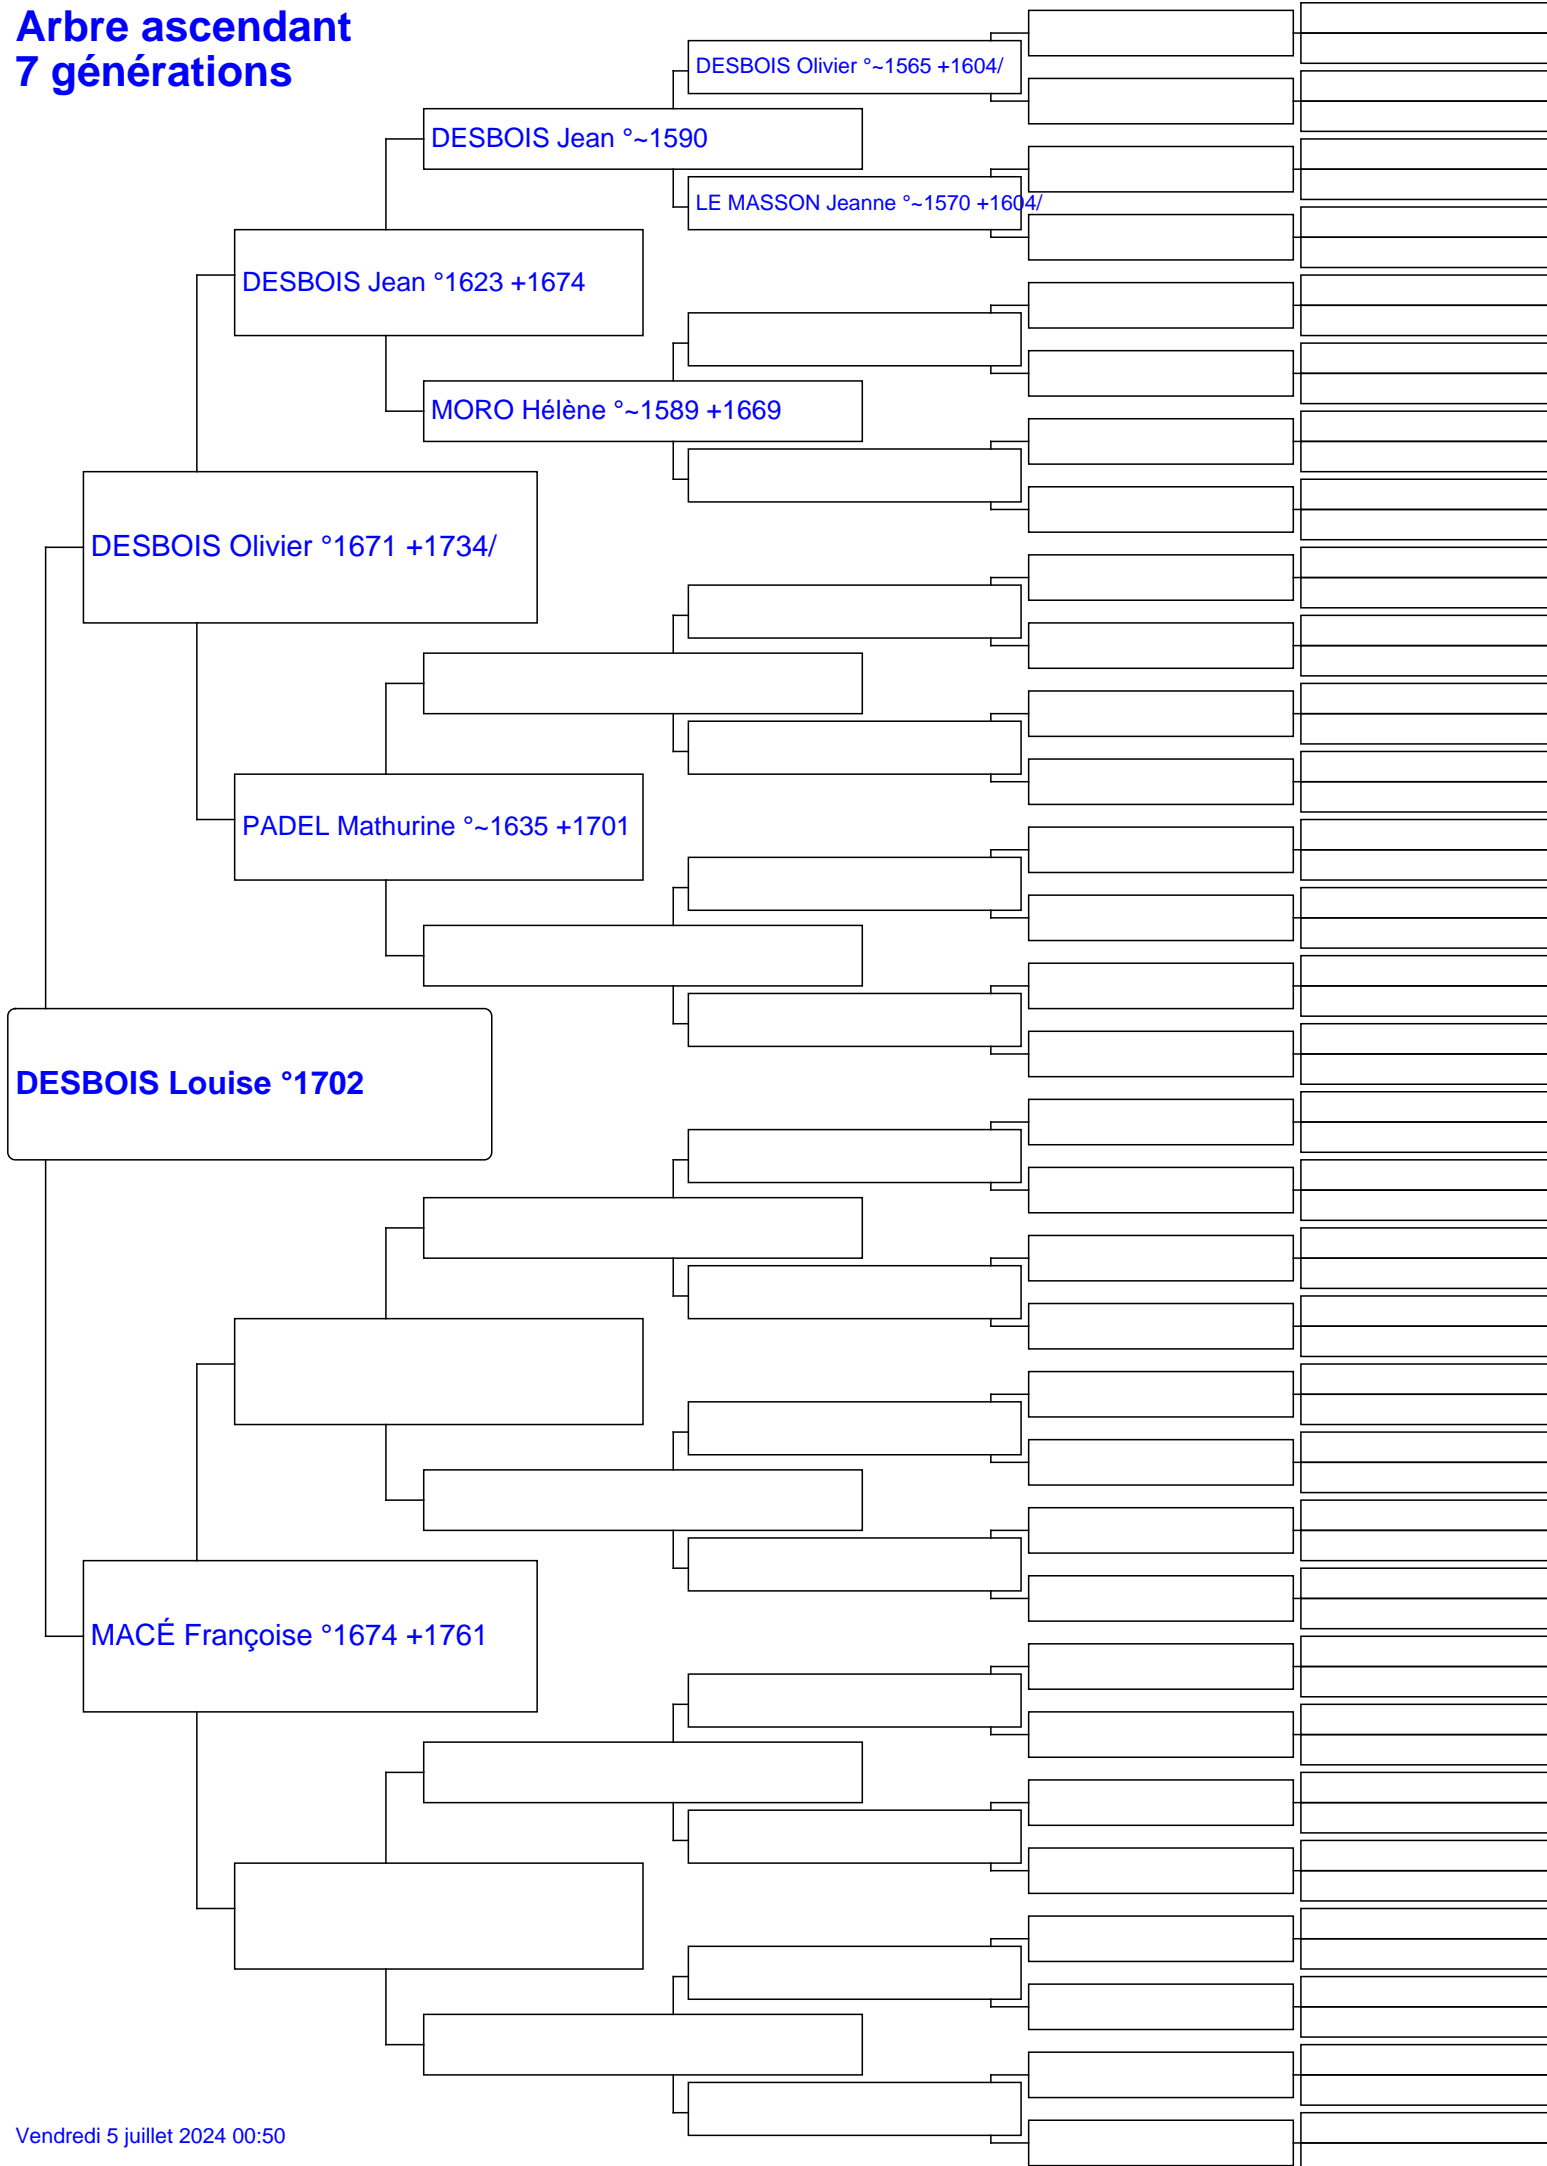 Arbre ascendant
7 générations
DESBOIS Olivier °~1565 +1604/
DESBOIS Jean °~1590
LE MASSON Jeanne °~1570 +1604/
DESBOIS Jean °1623 +1674
MORO Hélène °~1589 +1669
DESBOIS Olivier °1671 +1734/
PADEL Mathurine °~1635 +1701
DESBOIS Louise °1702
MACÉ Françoise °1674 +1761
Vendredi 5 juillet 2024 00:50